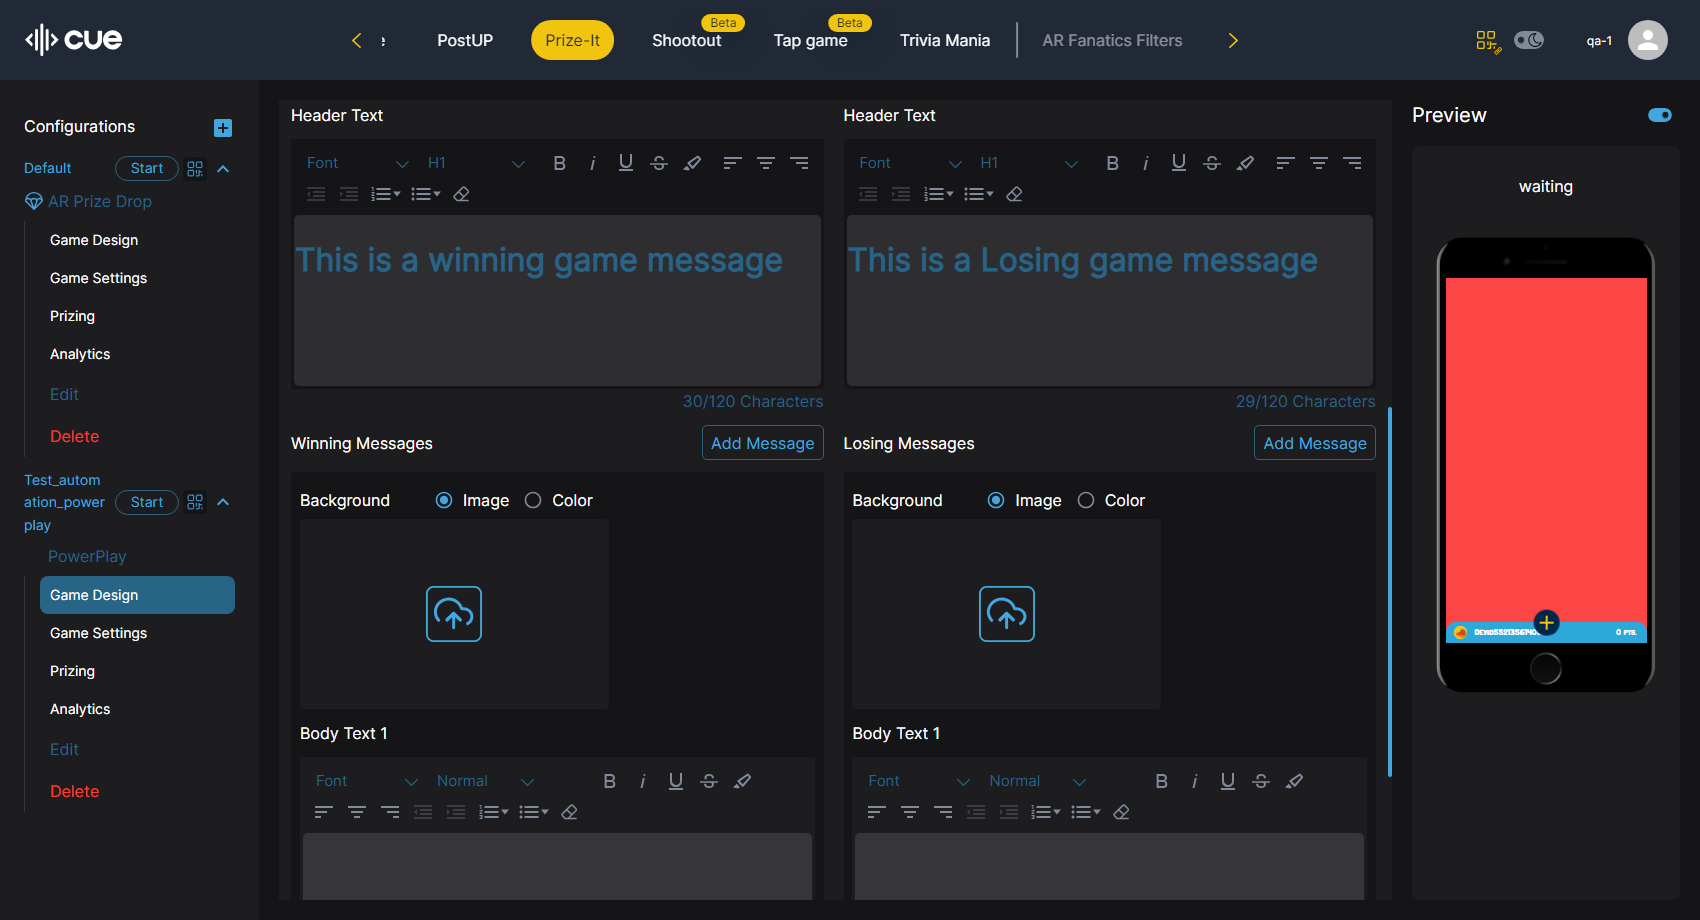 cue
PostUP
Prize-It
Beta
Shootout
Beta
Tap game
Trivia Mania
AR Fanatics Filters
qa-1
Configurations
Default
Start
AR Prize Drop
Game Design
Game Settings
Prizing
Analytics
Edit
Delete
Test_autom
ation_power
play
Start
PowerPlay
Game Design
Game Settings
Prizing
Analytics
Edit
Delete
Header Text
Font
H1
This is a winning game message
30/120 Characters
Winning Messages
Add Message
Background
Image
Color
Body Text 1
Font
Normal
Header Text
Font
H1
This is a Losing game message
29/120 Characters
Losing Messages
Add Message
Background
Image
Color
Body Text 1
Font
Normal
Preview
waiting
0 PTS.